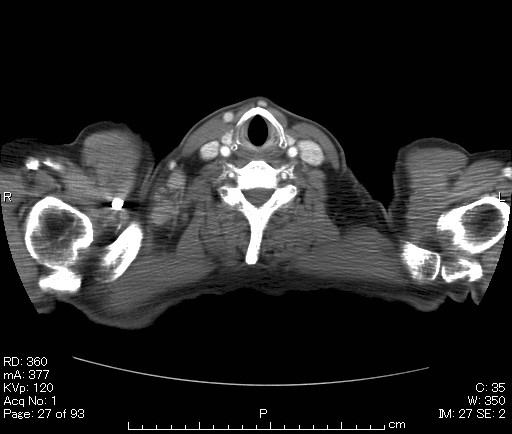 R
L
RD: 360
mA: 377
KVp: 120
Acq No: 1
Page: 27 of 93
P
cm
C: 35
W: 350
IM: 27 SE: 2